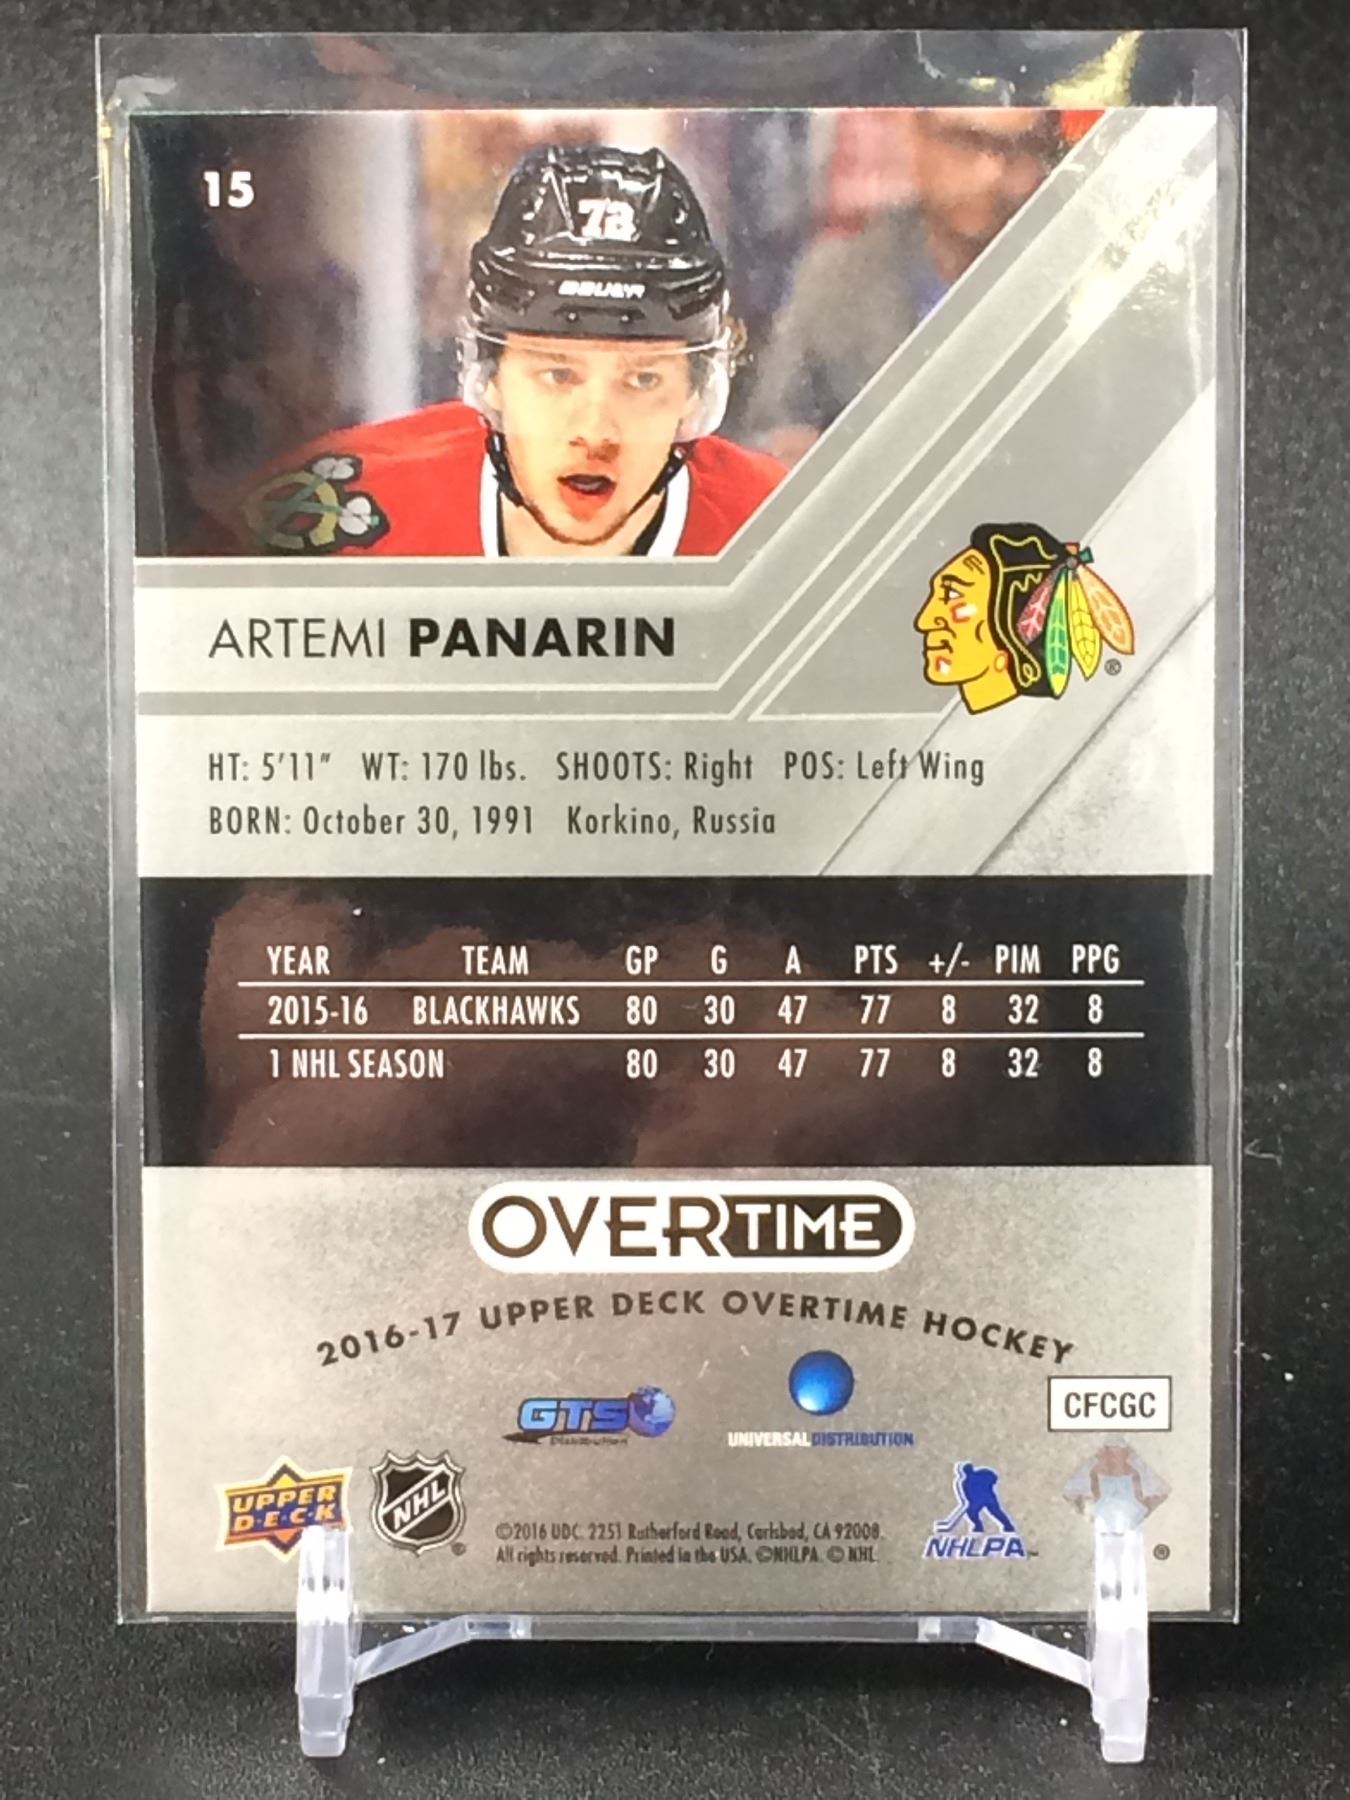 15
72
BAUER
ARTEMI PANARIN
HT: 5'11" WT: 170 lbs. SHOOTS: Right POS: Left Wing
BORN: October 30, 1991 Korkino, Russia
YEAR TEAM GP G A PTS +/- PIM PPG
2015-16 BLACKHAWKS 80 30 47 77 8 32 8
1 NHL SEASON 80 30 47 77 8 32 8
OVERTIME
2016-17 UPPER DECK OVERTIME HOCKEY
GTS
DISTRIBUTION
UNIVERSAL DISTRIBUTION
CFCGC
UPPER
D·E·C·K
NHL
©2016 UDC. 2251 Rutherford Road, Carlsbad, CA 92008.
All rights reserved. Printed in the USA. ©NHLPA. © NHL.
NHLPA